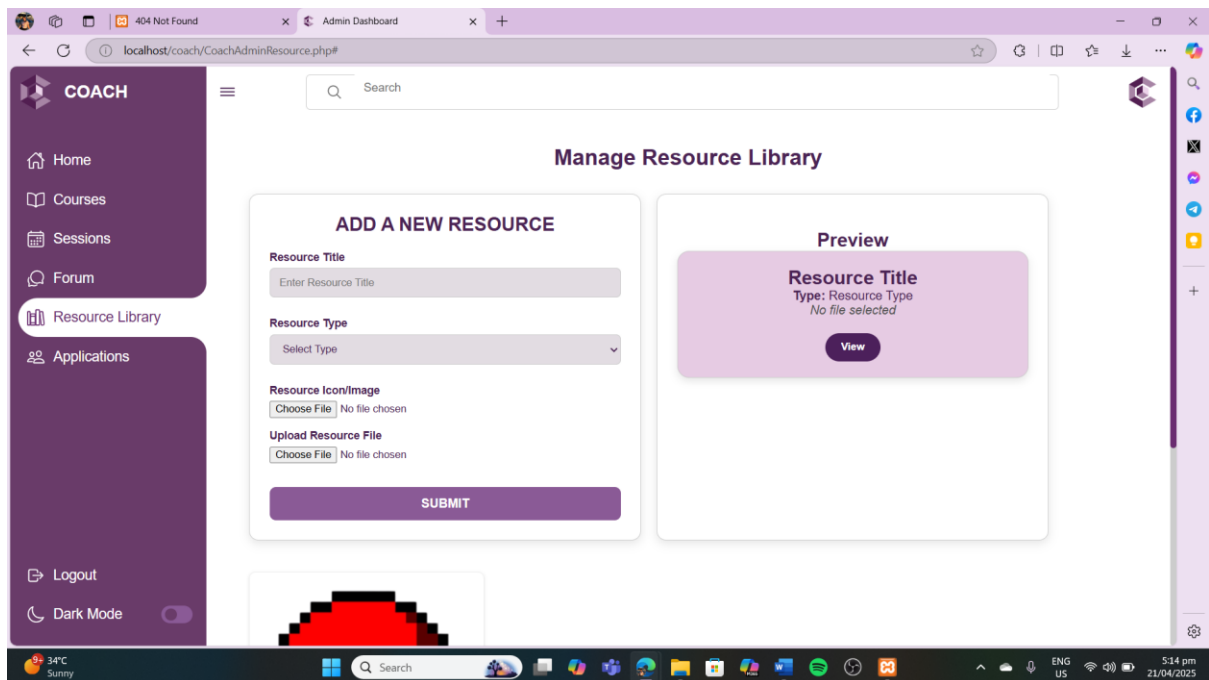 404 Not Found
Admin Dashboard
localhost/coach/CoachAdminResource.php#
COACH
Search
Home
Courses
Sessions
Forum
Resource Library
Applications
Logout
Dark Mode
Manage Resource Library
ADD A NEW RESOURCE
Resource Title
Enter Resource Title
Resource Type
Select Type
Resource Icon/Image
Choose File No file chosen
Upload Resource File
Choose File No file chosen
SUBMIT
Preview
Resource Title
Type: Resource Type
No file selected
View
9+
34°C
Sunny
Search
ENG
US
5:14 pm
21/04/2025